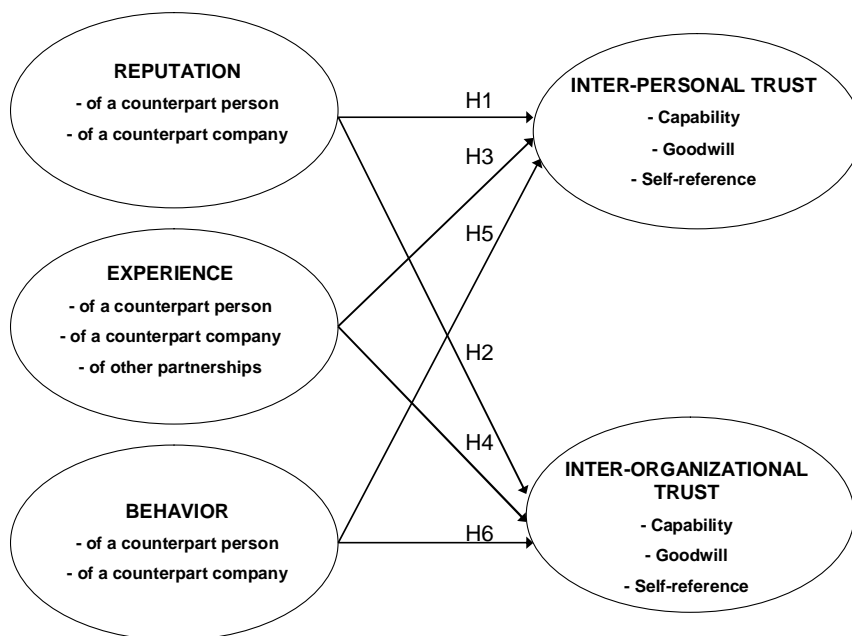 REPUTATION
- of a counterpart person
- of a counterpart company
EXPERIENCE
- of a counterpart person
- of a counterpart company
- of other partnerships
BEHAVIOR
- of a counterpart person
- of a counterpart company
H1
H3
H5
H2
H4
H6
INTER-PERSONAL TRUST
- Capability
- Goodwill
- Self-reference
INTER-ORGANIZATIONAL
TRUST
- Capability
- Goodwill
- Self-reference